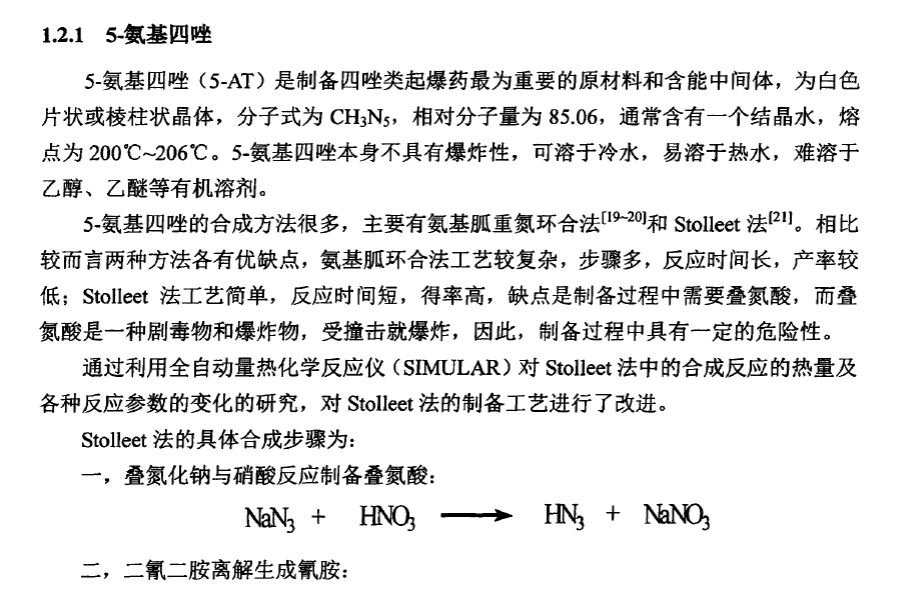 1.2.1 5-氨基四唑
5-氨基四唑（5-AT）是制备四唑类起爆药最为重要的原材料和含能中间体，为白色
片状或棱柱状晶体，分子式为 CH₃N₅，相对分子量为 85.06，通常含有一个结晶水，熔
点为 200℃~206℃。5-氨基四唑本身不具有爆炸性，可溶于冷水，易溶于热水，难溶于
乙醇、乙醚等有机溶剂。
5-氨基四唑的合成方法很多，主要有氨基胍重氮环合法[19~20]和 Stolleet 法[21]。相比
较而言两种方法各有优缺点，氨基胍环合法工艺较复杂，步骤多，反应时间长，产率较
低；Stolleet 法工艺简单，反应时间短，得率高，缺点是制备过程中需要叠氮酸，而叠
氮酸是一种剧毒物和爆炸物，受撞击就爆炸，因此，制备过程中具有一定的危险性。
通过利用全自动量热化学反应仪（SIMULAR）对 Stolleet 法中的合成反应的热量及
各种反应参数的变化的研究，对 Stolleet 法的制备工艺进行了改进。
Stolleet 法的具体合成步骤为：
一，叠氮化钠与硝酸反应制备叠氮酸：
NaN₃ + HNO₃ ⟶ HN₃ + NaNO₃
二，二氰二胺离解生成氰胺：